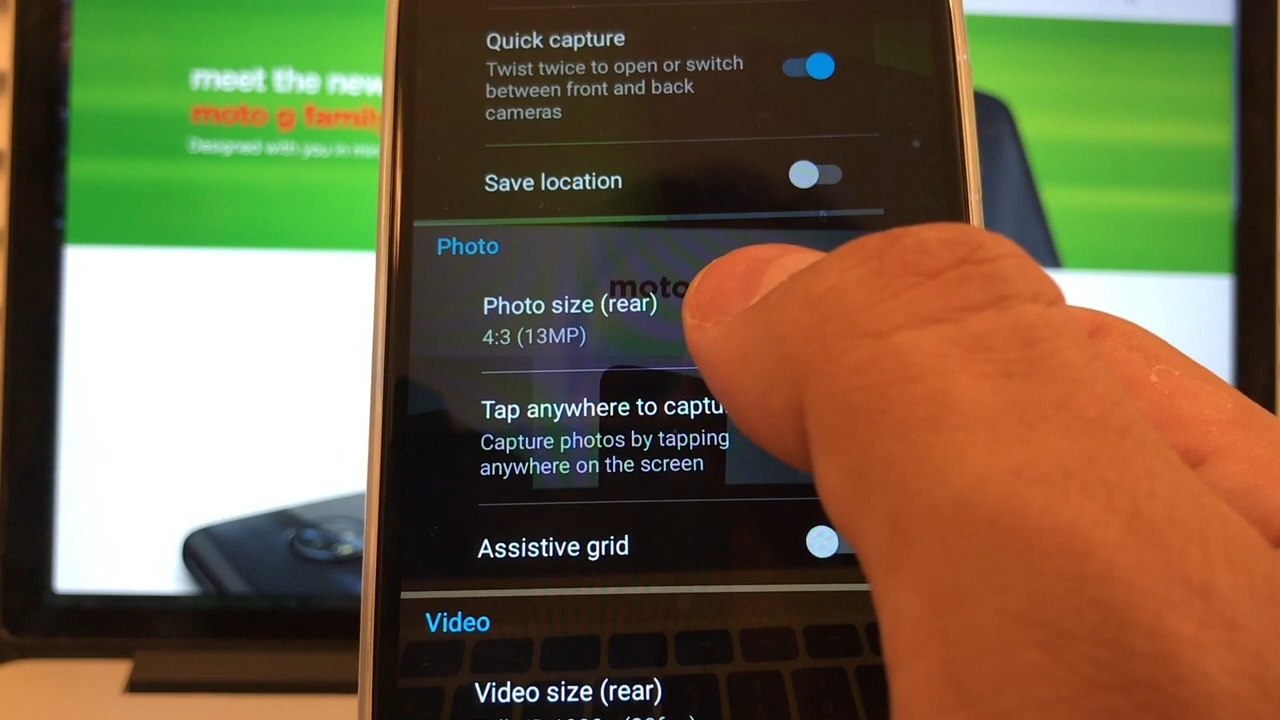 meet the new
moto g family
Designed with you in
Quick capture
Twist twice to open or switch
between front and back
cameras
Save location
Photo
moto
Photo size (rear)
4:3 (13MP)
Tap anywhere to captu
Capture photos by tapping
anywhere on the screen
Assistive grid
Video
Video size (rear)